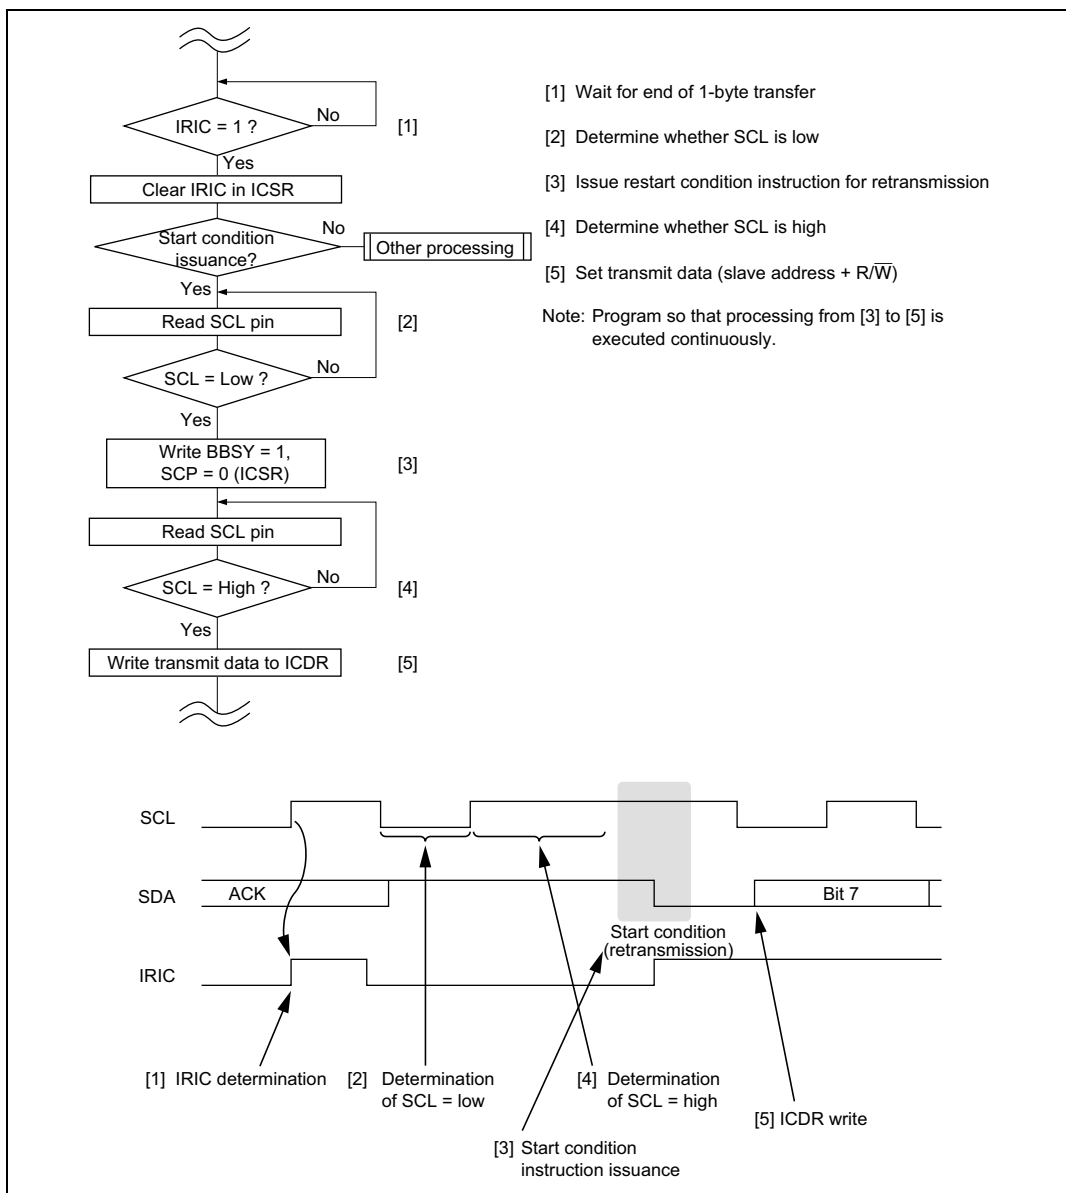 IRIC = 1 ?
No
[1]
Yes
Clear IRIC in ICSR
Start condition
issuance?
No
Other processing
Yes
Read SCL pin
[2]
SCL = Low ?
No
Yes
Write BBSY = 1,
SCP = 0 (ICSR)
[3]
Read SCL pin
SCL = High ?
No
[4]
Yes
Write transmit data to ICDR
[5]
[1] Wait for end of 1-byte transfer
[2] Determine whether SCL is low
[3] Issue restart condition instruction for retransmission
[4] Determine whether SCL is high
[5] Set transmit data (slave address + R/W̅)
Note: Program so that processing from [3] to [5] is
executed continuously.
SCL
SDA
ACK
Bit 7
Start condition
(retransmission)
IRIC
[1] IRIC determination
[2] Determination
of SCL = low
[4] Determination
of SCL = high
[5] ICDR write
[3] Start condition
instruction issuance